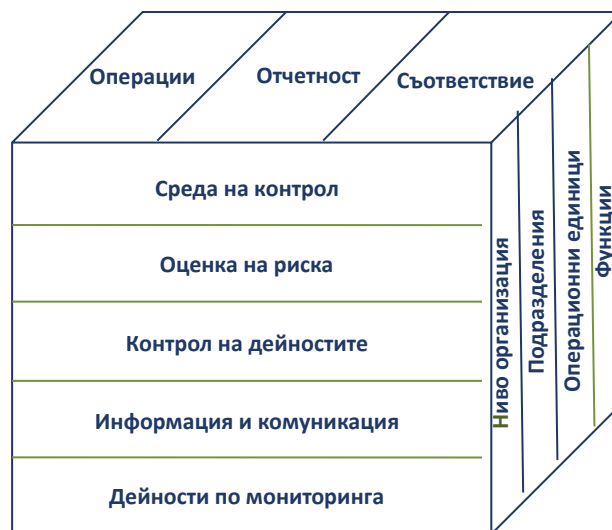 Операции
Отчетност
Съответствие
Среда на контрол
Оценка на риска
Контрол на дейностите
Информация и комуникация
Дейности по мониторинга
Ниво организация
Подразделения
Операционни единици
Функции